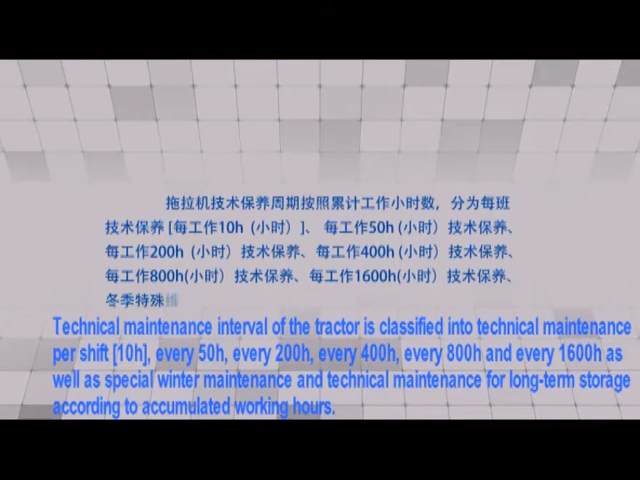 拖拉机技术保养周期按照累计工作小时数，分为每班
技术保养 [每工作10h（小时）]、每工作50h（小时）技术保养、
每工作200h（小时）技术保养、每工作400h（小时）技术保养、
每工作800h(小时）技术保养、每工作1600h(小时）技术保养、
冬季特殊维
Technical maintenance interval of the tractor is classified into technical maintenance
per shift [10h], every 50h, every 200h, every 400h, every 800h and every 1600h as
well as special winter maintenance and technical maintenance for long-term storage
according to accumulated working hours.